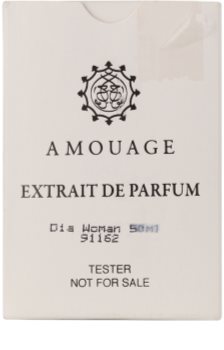 AMOUAGE
EXTRAIT DE PARFUM
Dia Woman 50ml
91162
TESTER
NOT FOR SALE